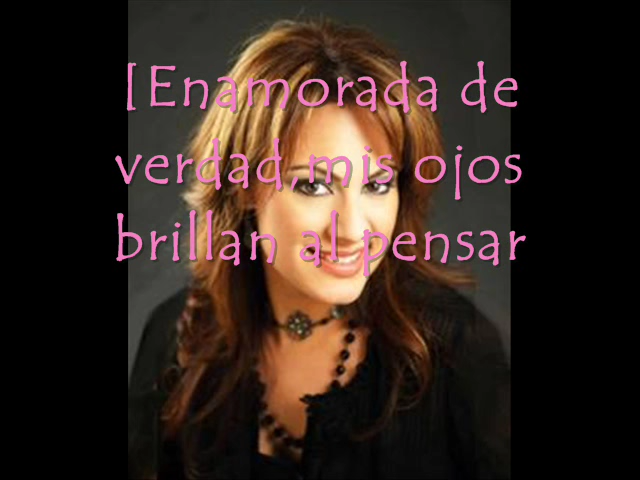 [Enamorada de
verdad,mis ojos
brillan al pensar